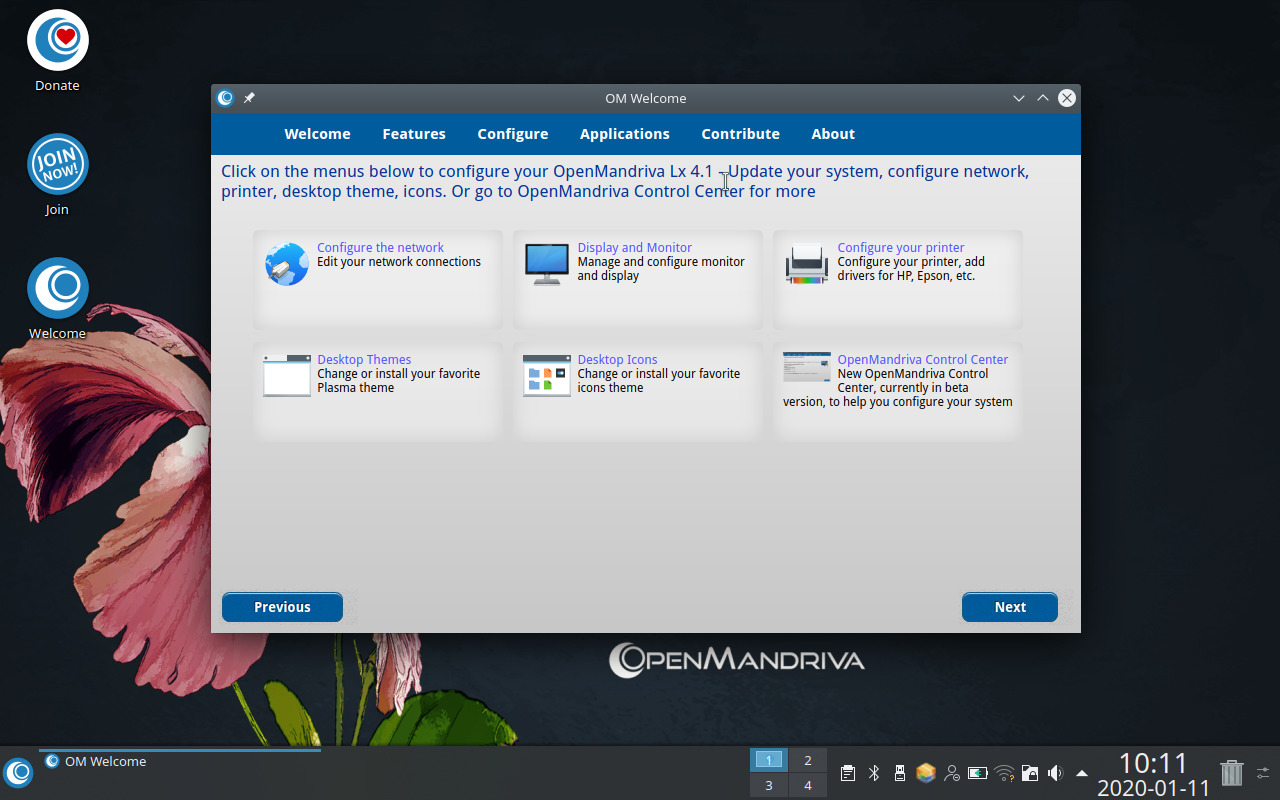 Donate
JOIN
NOW!
Join
Welcome
OM Welcome
Welcome Features Configure Applications Contribute About
Click on the menus below to configure your OpenMandriva Lx 4.1 - Update your system, configure network,
printer, desktop theme, icons. Or go to OpenMandriva Control Center for more
Configure the network
Edit your network connections
Display and Monitor
Manage and configure monitor
and display
Configure your printer
Configure your printer, add
drivers for HP, Epson, etc.
Desktop Themes
Change or install your favorite
Plasma theme
Desktop Icons
Change or install your favorite
icons theme
OpenMandriva Control Center
New OpenMandriva Control
Center, currently in beta
version, to help you configure your system
Previous
Next
OPENMANDRIVA
OM Welcome
1 2
3 4
10:11
2020-01-11